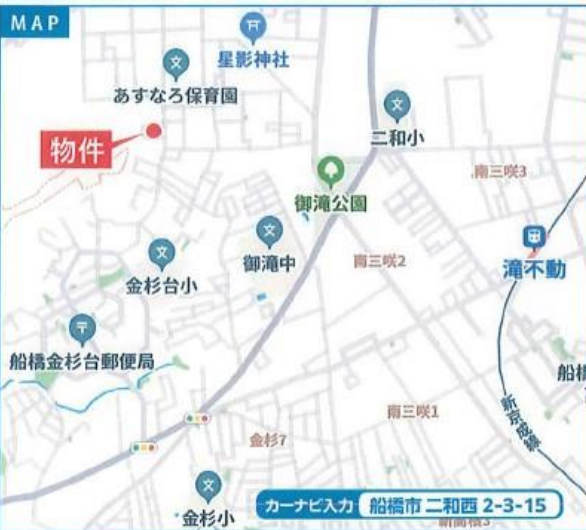 MAP
星影神社
あすなろ保育園
物件
二和小
南三咲3
御滝公園
御滝中
南三咲2
滝不動
金杉台小
船橋金杉台郵便局
船橋
南三咲1
新京成線
金杉7
金杉小
カーナビ入力 船橋市 二和西 2-3-15